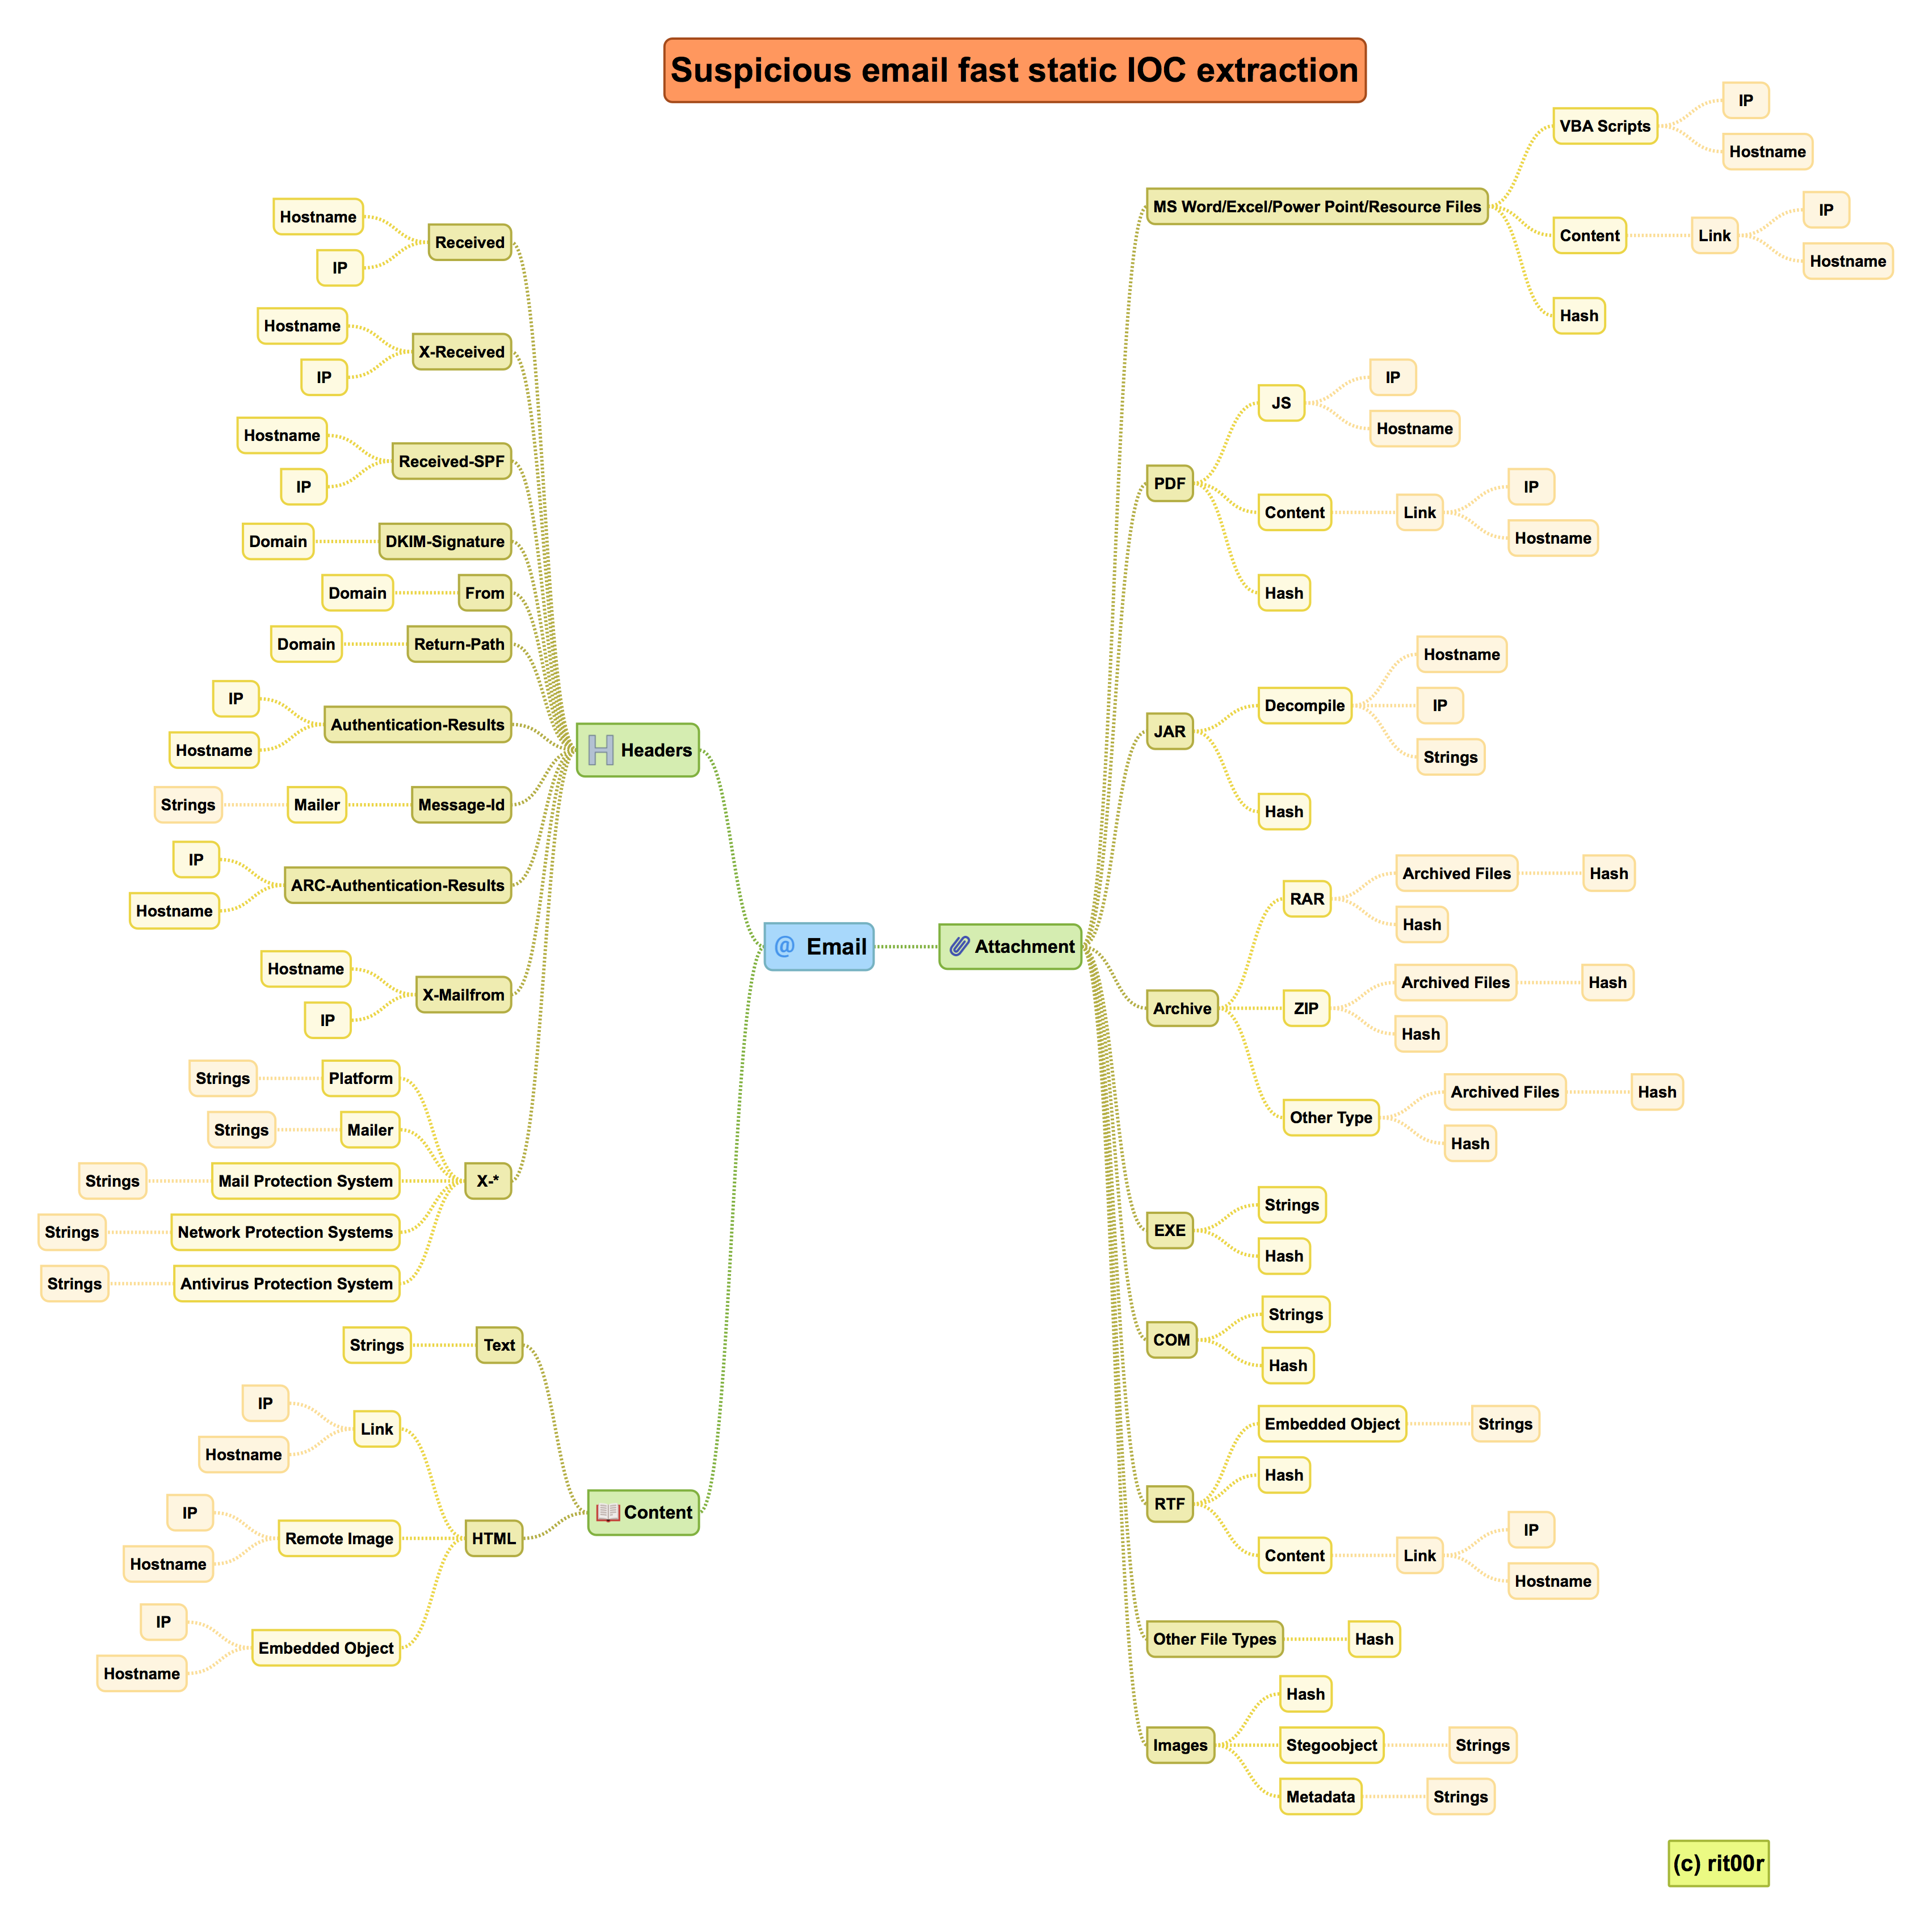 Suspicious email fast static IOC extraction
@ Email
H Headers
Received
Hostname
IP
X-Received
Hostname
IP
Received-SPF
Hostname
IP
DKIM-Signature
Domain
From
Domain
Return-Path
Domain
Authentication-Results
IP
Hostname
Message-Id
Mailer
Strings
ARC-Authentication-Results
IP
Hostname
X-Mailfrom
Hostname
IP
X-*
Platform
Strings
Mailer
Strings
Mail Protection System
Strings
Network Protection Systems
Strings
Antivirus Protection System
Strings
Content
Text
Strings
HTML
Link
IP
Hostname
Remote Image
IP
Hostname
Embedded Object
IP
Hostname
Attachment
MS Word/Excel/Power Point/Resource Files
VBA Scripts
IP
Hostname
Content
Link
IP
Hostname
Hash
PDF
JS
IP
Hostname
Content
Link
IP
Hostname
Hash
JAR
Decompile
Hostname
IP
Strings
Hash
Archive
RAR
Archived Files
Hash
Hash
ZIP
Archived Files
Hash
Hash
Other Type
Archived Files
Hash
Hash
EXE
Strings
Hash
COM
Strings
Hash
RTF
Embedded Object
Strings
Hash
Content
Link
IP
Hostname
Other File Types
Hash
Images
Hash
Stegoobject
Strings
Metadata
Strings
(c) rit00r